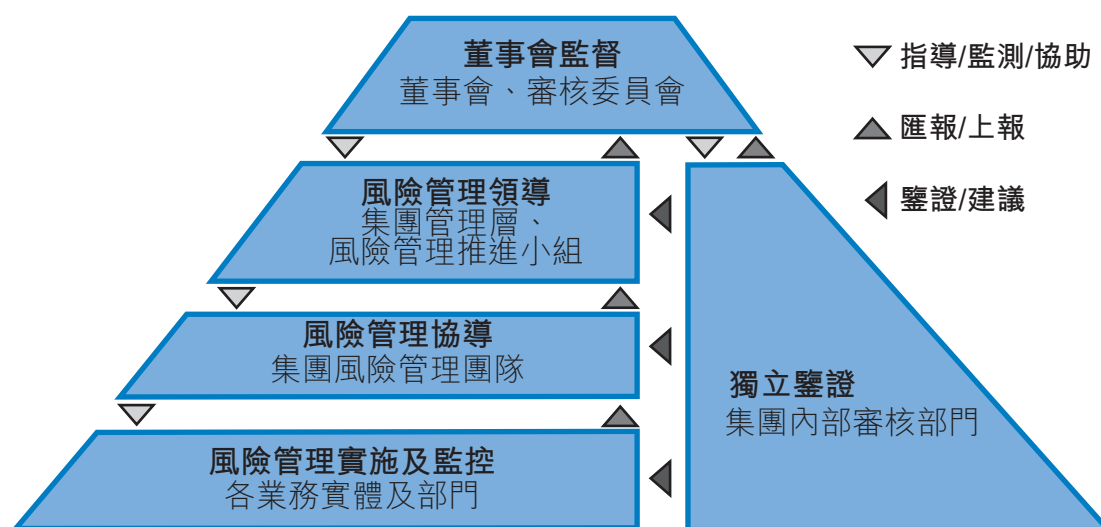 董事會監督
董事會、審核委員會
指導/監測/協助
匯報/上報
鑒證/建議
風險管理領導
集團管理層、
風險管理推進小組
風險管理協導
集團風險管理團隊
風險管理實施及監控
各業務實體及部門
獨立鑒證
集團內部審核部門